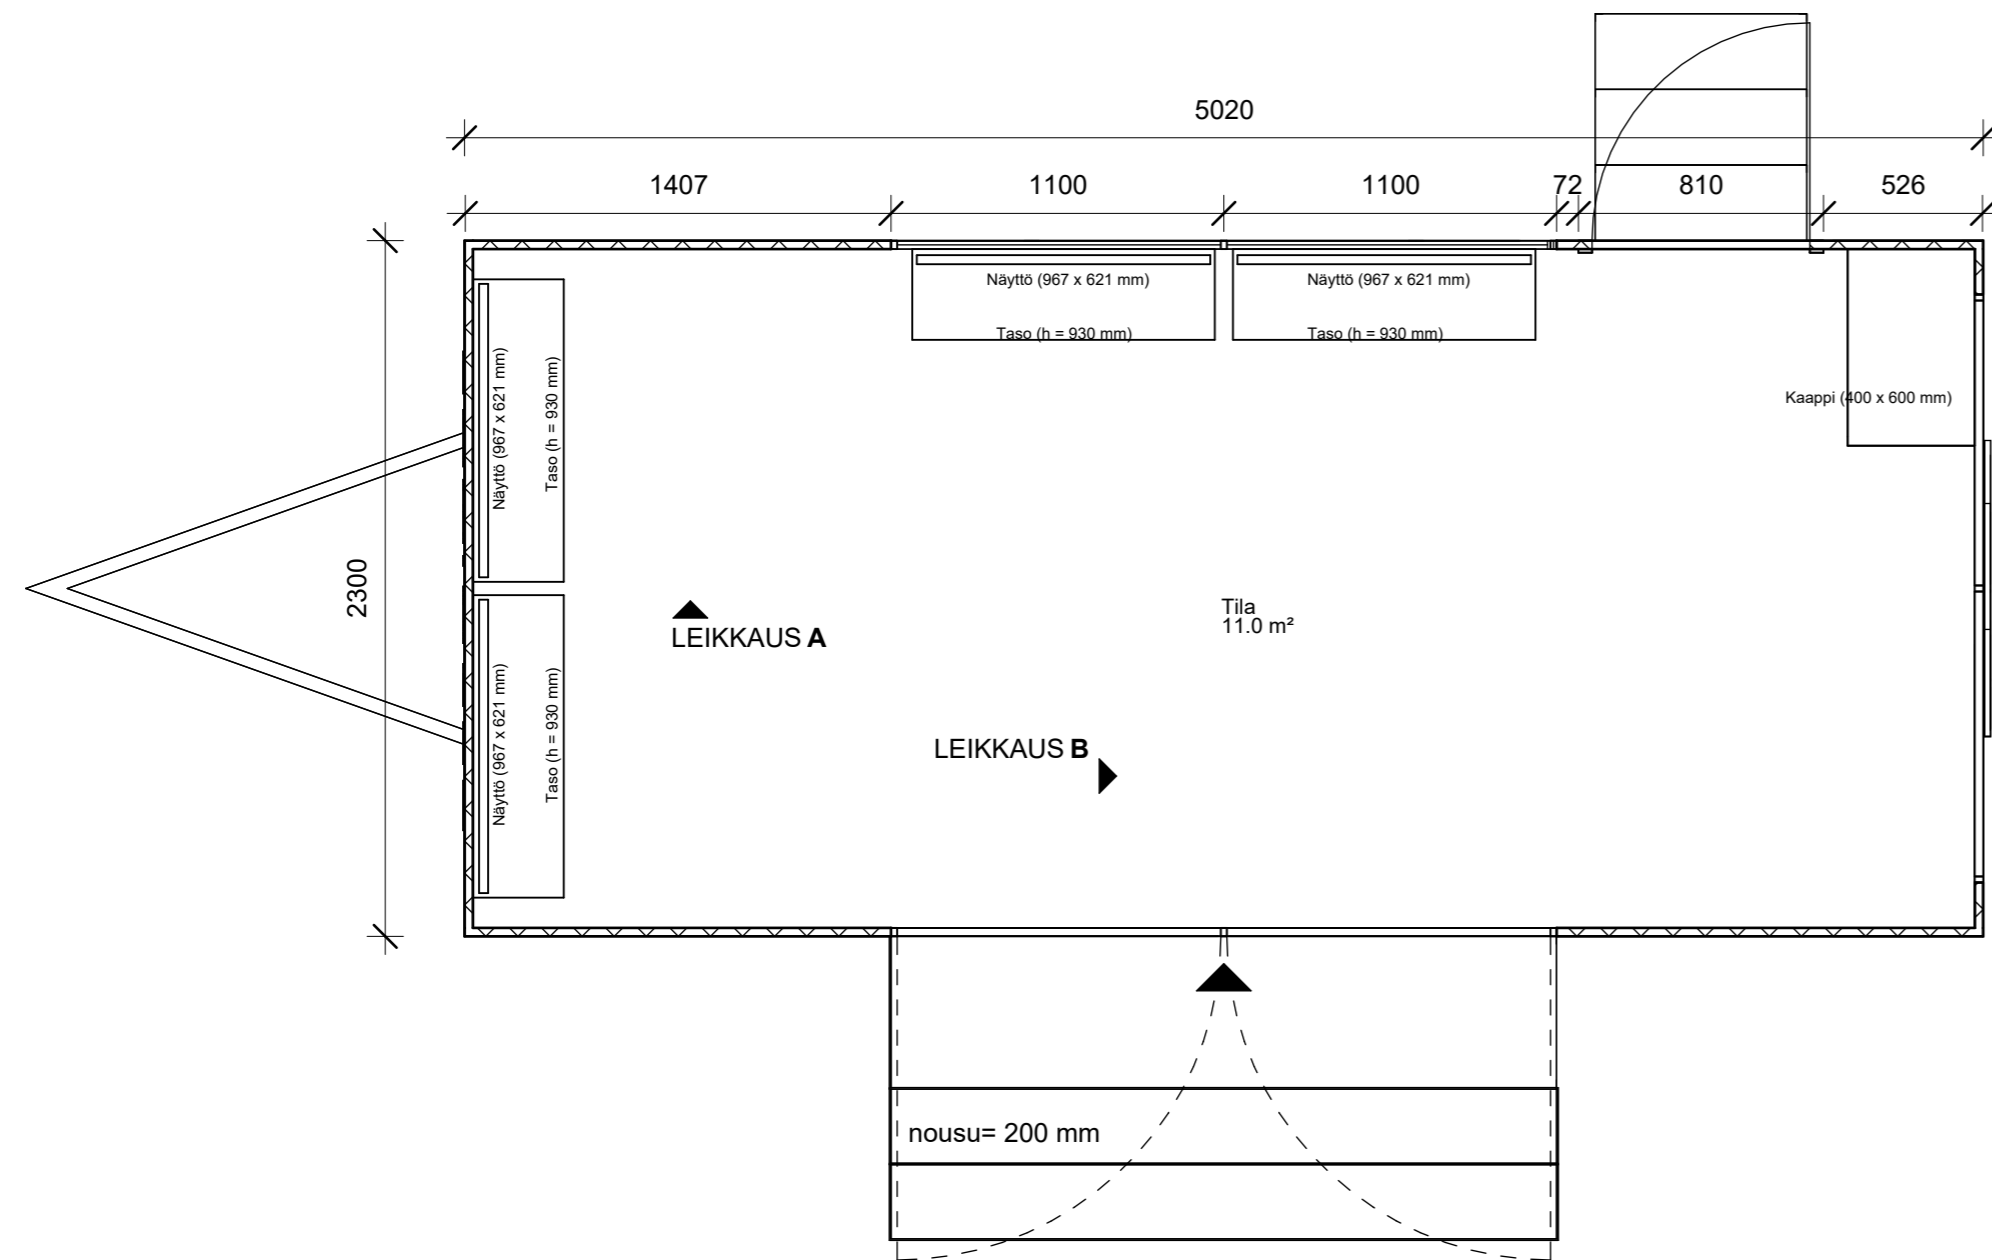 5020
1407
1100
1100
72
810
526
2300
Näyttö (967 x 621 mm)
Taso (h = 930 mm)
Näyttö (967 x 621 mm)
Taso (h = 930 mm)
Näyttö (967 x 621 mm)
Taso (h = 930 mm)
Näyttö (967 x 621 mm)
Taso (h = 930 mm)
Kaappi (400 x 600 mm)
Tila
11.0 m²
LEIKKAUS A
LEIKKAUS B
nousu= 200 mm